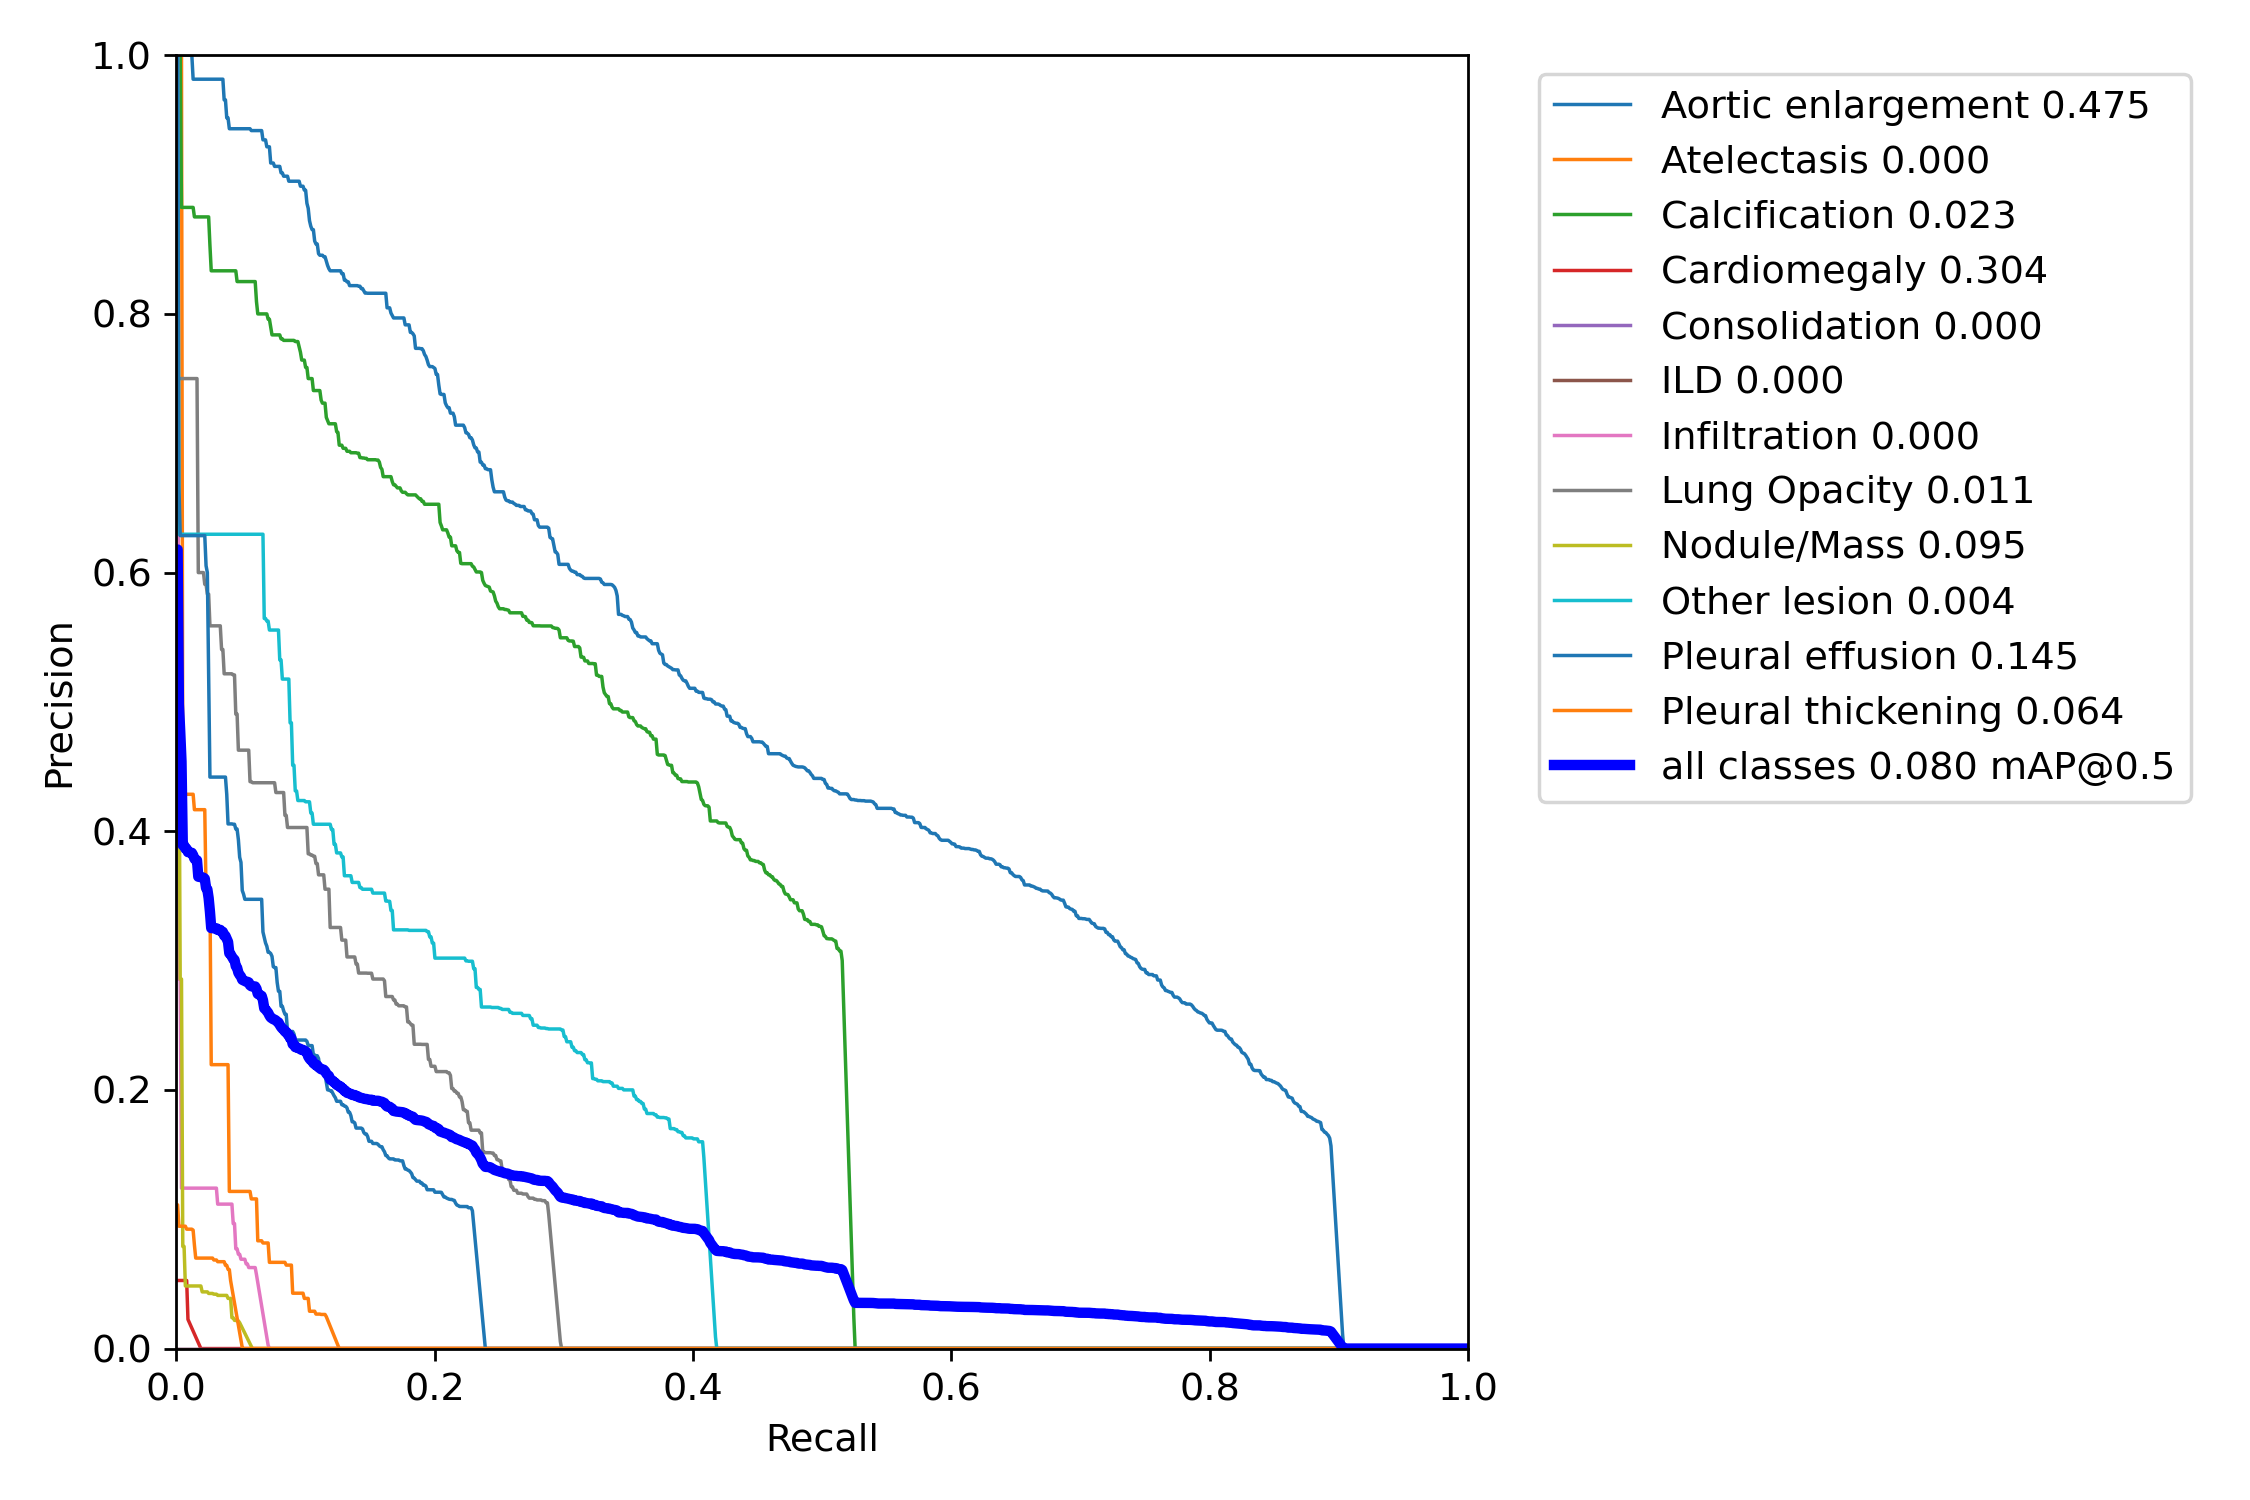 1.0
0.8
0.6
0.4
0.2
0.0
Precision
0.0 0.2 0.4 0.6 0.8 1.0
Recall
Aortic enlargement 0.475
Atelectasis 0.000
Calcification 0.023
Cardiomegaly 0.304
Consolidation 0.000
ILD 0.000
Infiltration 0.000
Lung Opacity 0.011
Nodule/Mass 0.095
Other lesion 0.004
Pleural effusion 0.145
Pleural thickening 0.064
all classes 0.080 mAP@0.5